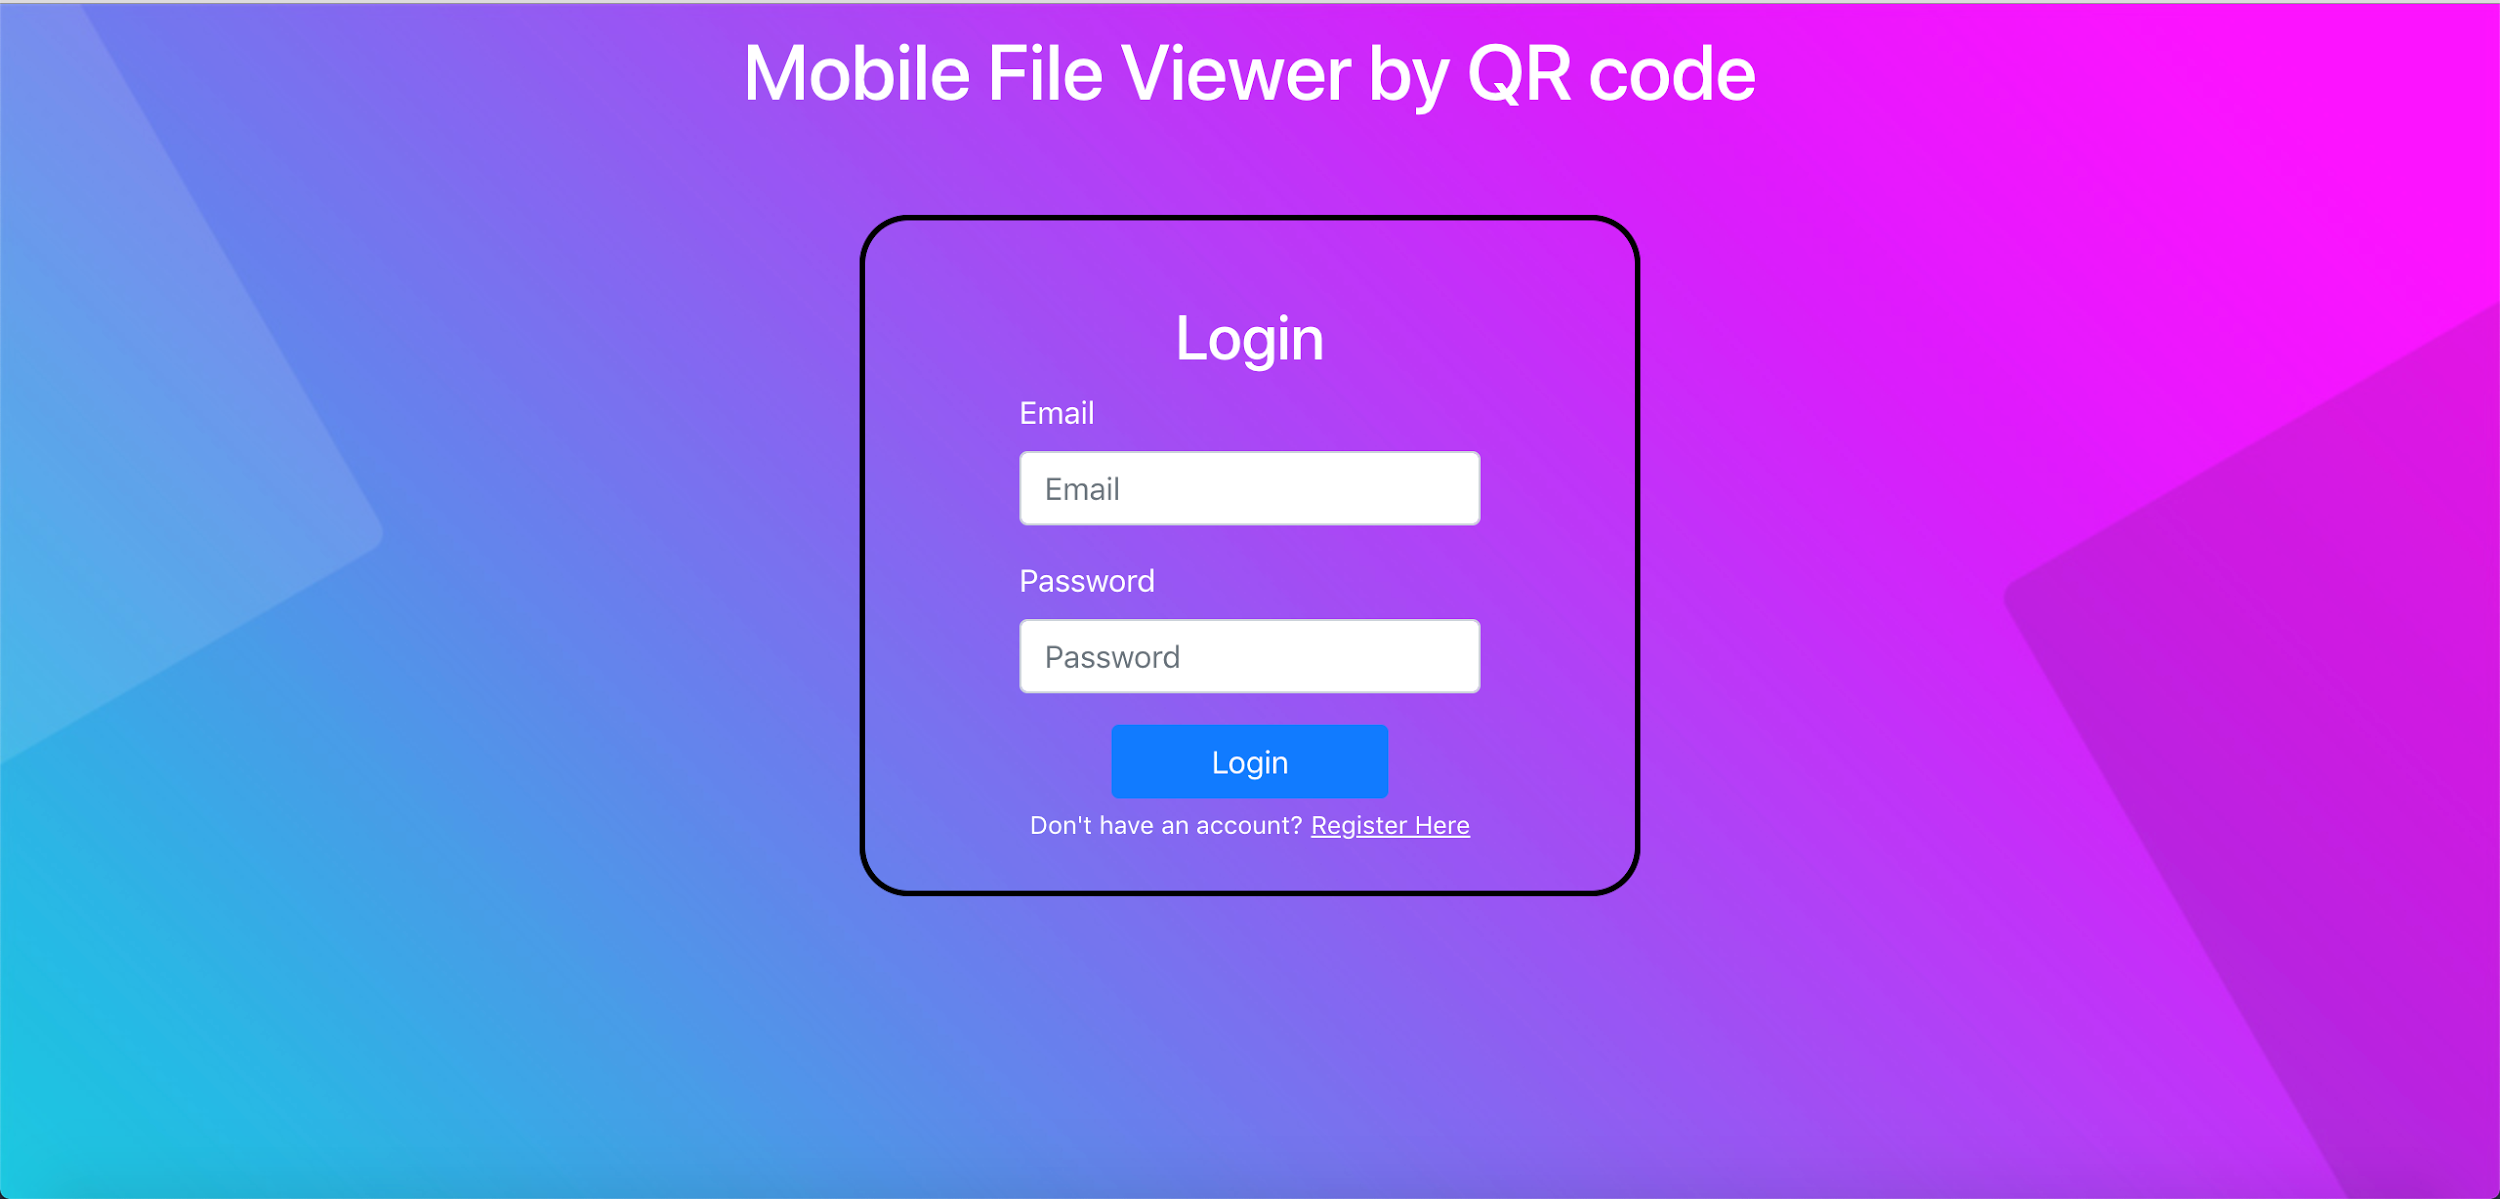 Mobile File Viewer by QR code
Login
Email
Email
Password
Password
Login
Don't have an account? Register Here